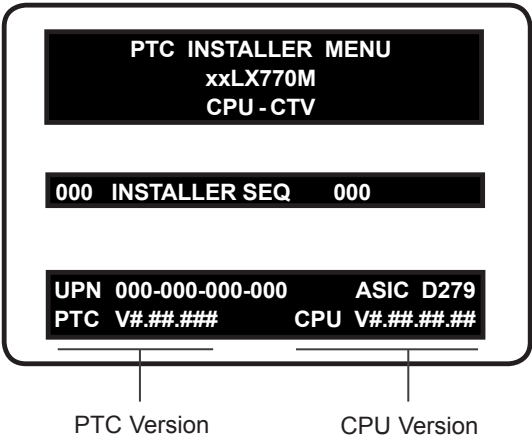 PTC INSTALLER MENU
xxLX770M
CPU - CTV
000 INSTALLER SEQ 000
UPN 000-000-000-000 ASIC D279
PTC V#.##.### CPU V#.##.##.##
PTC Version CPU Version